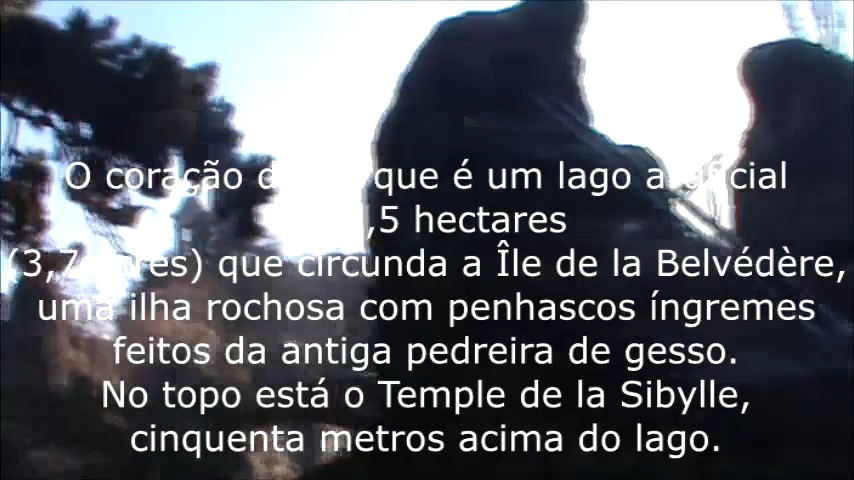 O coração que é um lago
,5 hectares
que circunda a Île de la Belvédère,
uma ilha rochosa com penhascos íngremes
feitos da antiga pedreira de gesso.
No topo está o Temple de la Sibylle,
cinquenta metros acima do lago.